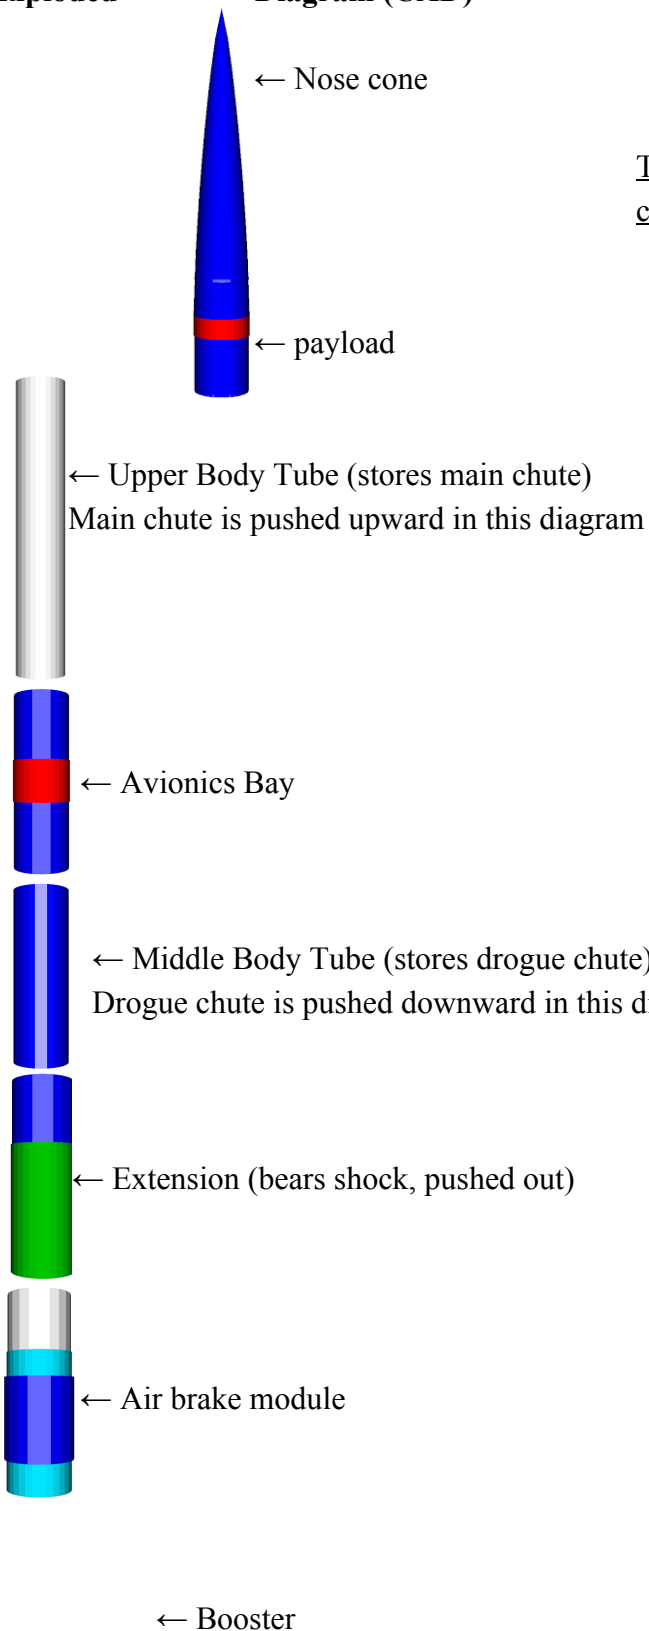 Diagram (CAD)
← Nose cone
← payload
← Upper Body Tube (stores main chute)
Main chute is pushed upward in this diagram
← Avionics Bay
← Middle Body Tube (stores drogue chute)
Drogue chute is pushed downward in this
← Extension (bears shock, pushed out)
← Air brake module
← Booster